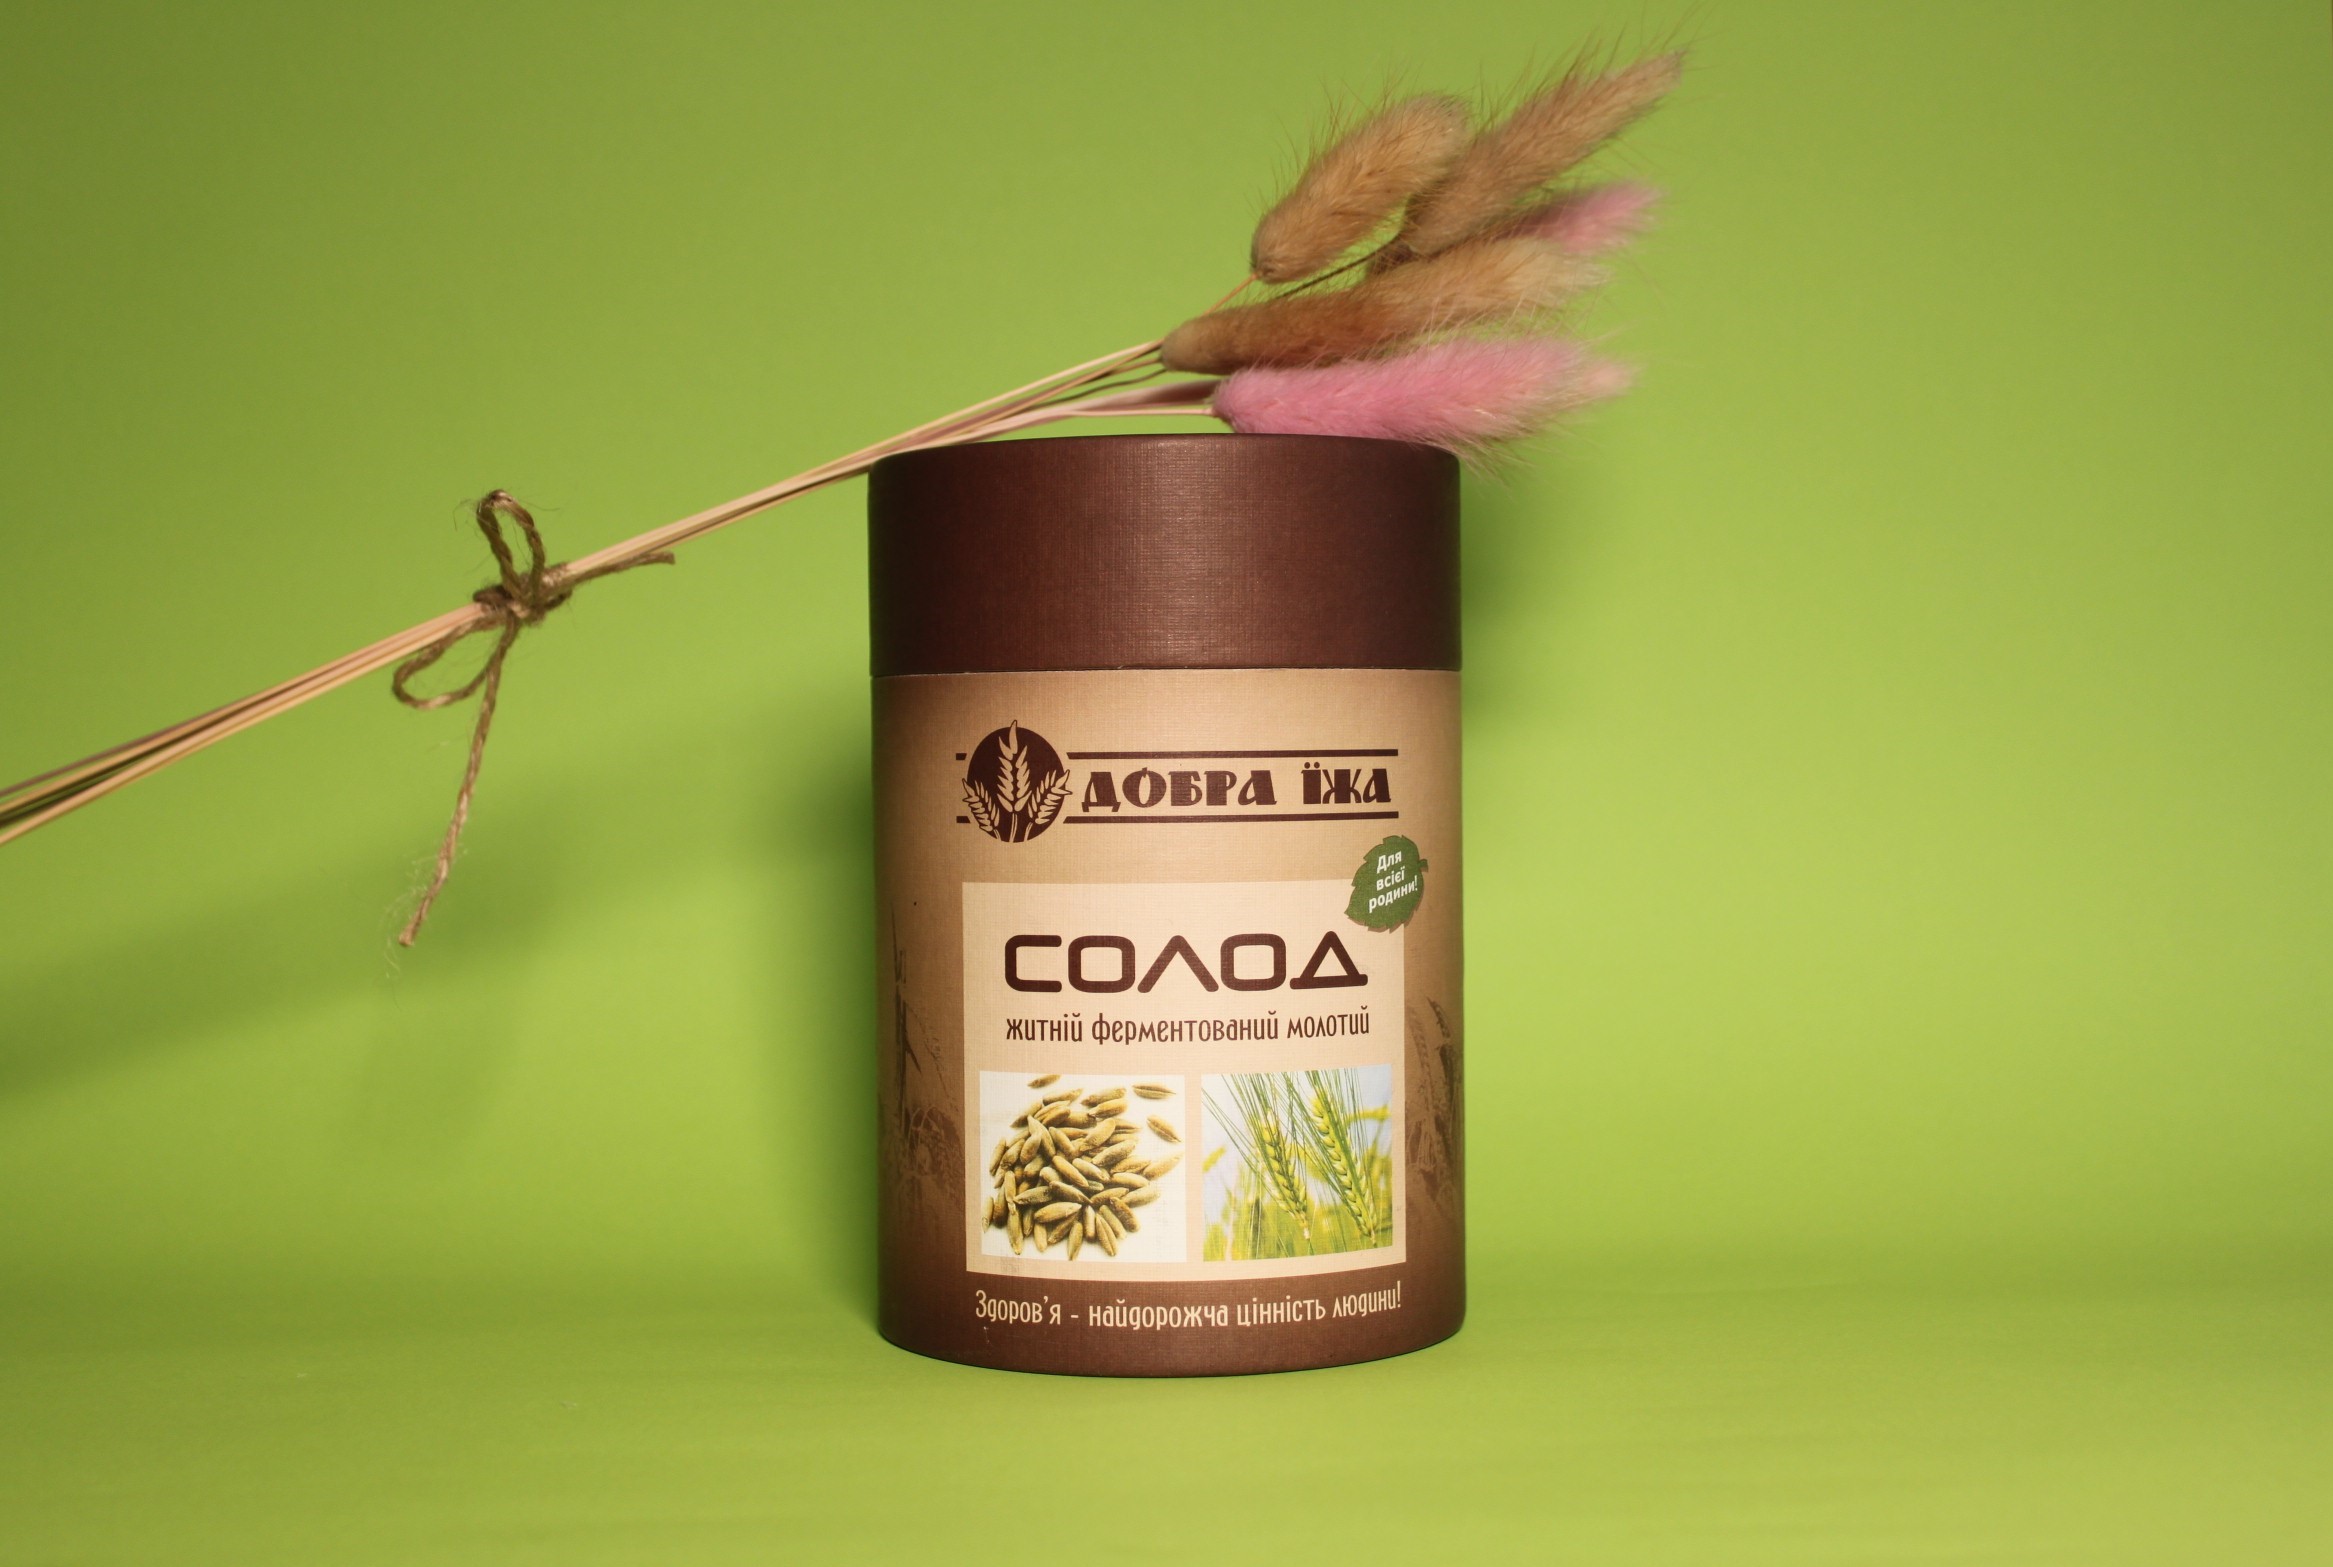 ДОБРА ЇЖА
Для
всієї
родини!
СОЛОД
житній ферментований молотий
Здоров'я - найдорожча цінність людини!